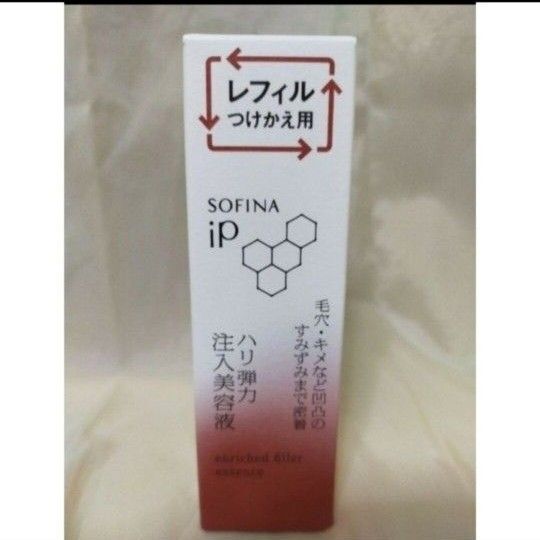 レフィル
つけかえ用
SOFINA
iP
毛穴・キメなど凹凸の
すみずみまで密着
ハリ弾力
注入美容液
enriched filler
essence